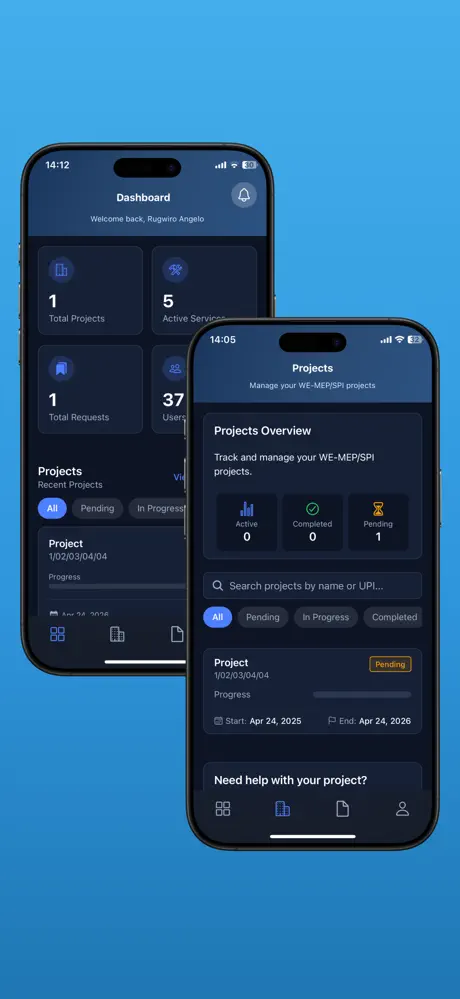 14:12
30
Dashboard
Welcome back, Rugwiro Angelo
1
Total Projects
5
Active Services
1
Total Requests
37
Users
Projects
Recent Projects
All
Pending
In Progress
Project
1/02/03/04/04
Progress
Apr 24, 2026
14:05
32
Projects
Manage your WE-MEP/SPI projects
Projects Overview
Track and manage your WE-MEP/SPI
projects.
Active
0
Completed
0
Pending
1
Search projects by name or UPI...
All
Pending
In Progress
Completed
Project
1/02/03/04/04
Pending
Progress
Start: Apr 24, 2025
End: Apr 24, 2026
Need help with your project?